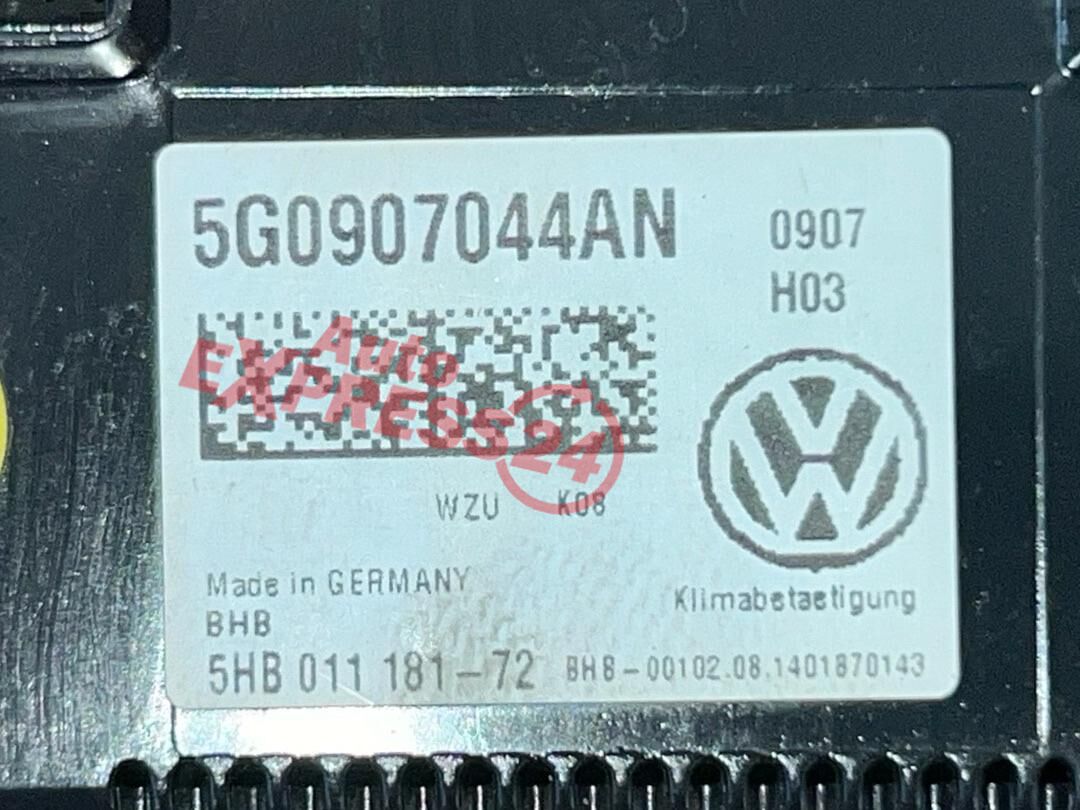 5G0907044AN
0907
H03
Auto
EXPRESS24
WZU K08
Made in GERMANY
Klimabetaetigung
BHB
5HB 011 181-72
BHB-00102.08.1401870143